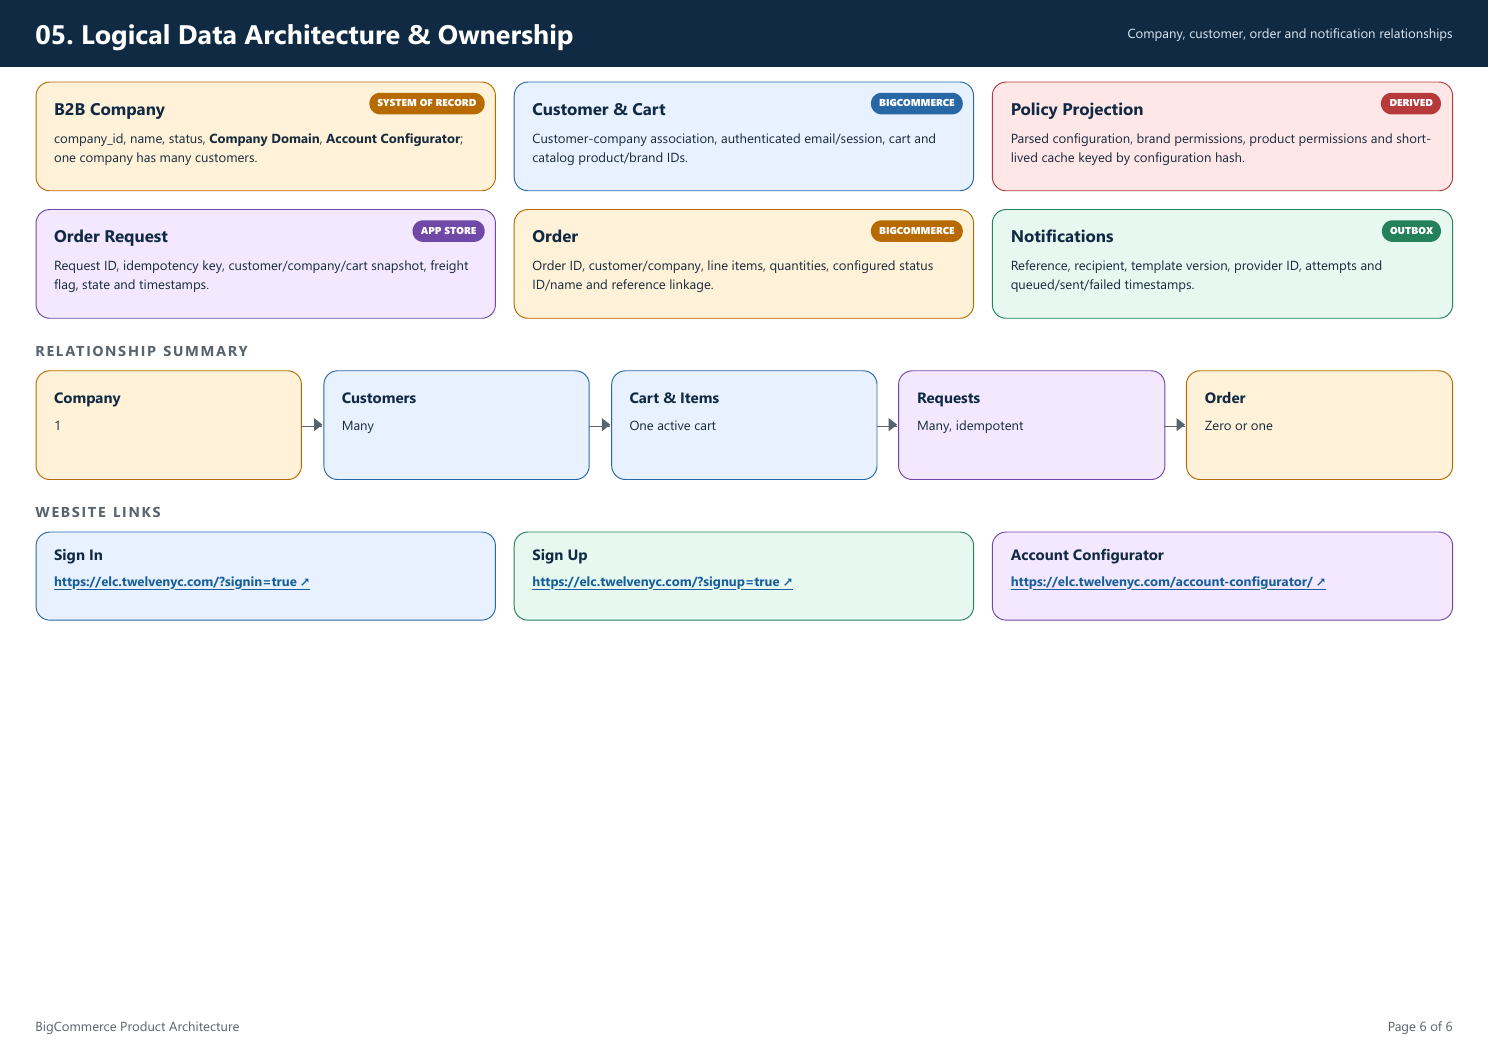 05. Logical Data Architecture & Ownership
Company, customer, order and notification relationships
B2B Company
SYSTEM OF RECORD
company_id, name, status, Company Domain, Account Configurator;
one company has many customers.
Customer & Cart
BIGCOMMERCE
Customer-company association, authenticated email/session, cart and
catalog product/brand IDs.
Policy Projection
DERIVED
Parsed configuration, brand permissions, product permissions and short-
lived cache keyed by configuration hash.
Order Request
APP STORE
Request ID, idempotency key, customer/company/cart snapshot, freight
flag, state and timestamps.
Order
BIGCOMMERCE
Order ID, customer/company, line items, quantities, configured status
ID/name and reference linkage.
Notifications
OUTBOX
Reference, recipient, template version, provider ID, attempts and
queued/sent/failed timestamps.
RELATIONSHIP SUMMARY
Company
1
Customers
Many
Cart & Items
One active cart
Requests
Many, idempotent
Order
Zero or one
WEBSITE LINKS
Sign In
https://elc.twelvenyc.com/?signin=true ↗
Sign Up
https://elc.twelvenyc.com/?signup=true ↗
Account Configurator
https://elc.twelvenyc.com/account-configurator/ ↗
BigCommerce Product Architecture
Page 6 of 6